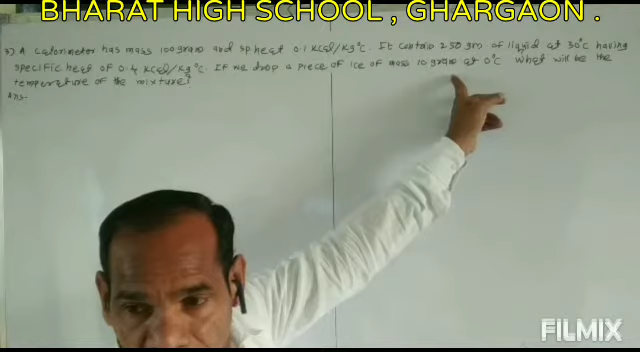 BHARAT HIGH SCHOOL , GHARGAON .
3) A calorimeter has mass 100 gram and sp heat 0.1 kcal/kg°C. It contain 250 gm of liquid at 30°C having
specific heat of 0.4 kcal/kg°C. If we drop a piece of ice of mass 10 gram at 0°C what will be the
temperature of the mixture?
Ans-
FILMIX